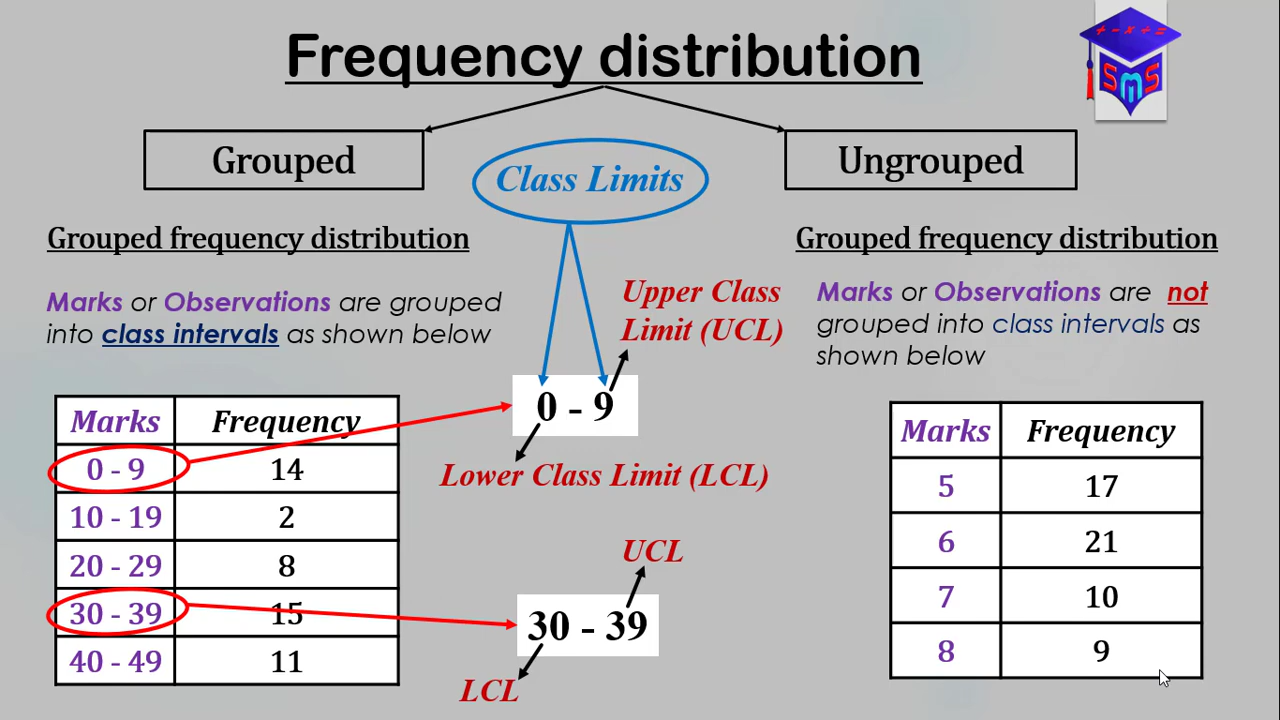 Frequency distribution
+ - × ÷ =
SMS
Grouped
Class Limits
Ungrouped
Grouped frequency distribution
Marks or Observations are grouped
into class intervals as shown below
Marks Frequency
0 - 9 14
10 - 19 2
20 - 29 8
30 - 39 15
40 - 49 11
Upper Class
Limit (UCL)
0 - 9
Lower Class Limit (LCL)
UCL
30 - 39
LCL
Grouped frequency distribution
Marks or Observations are not
grouped into class intervals as
shown below
Marks Frequency
5 17
6 21
7 10
8 9